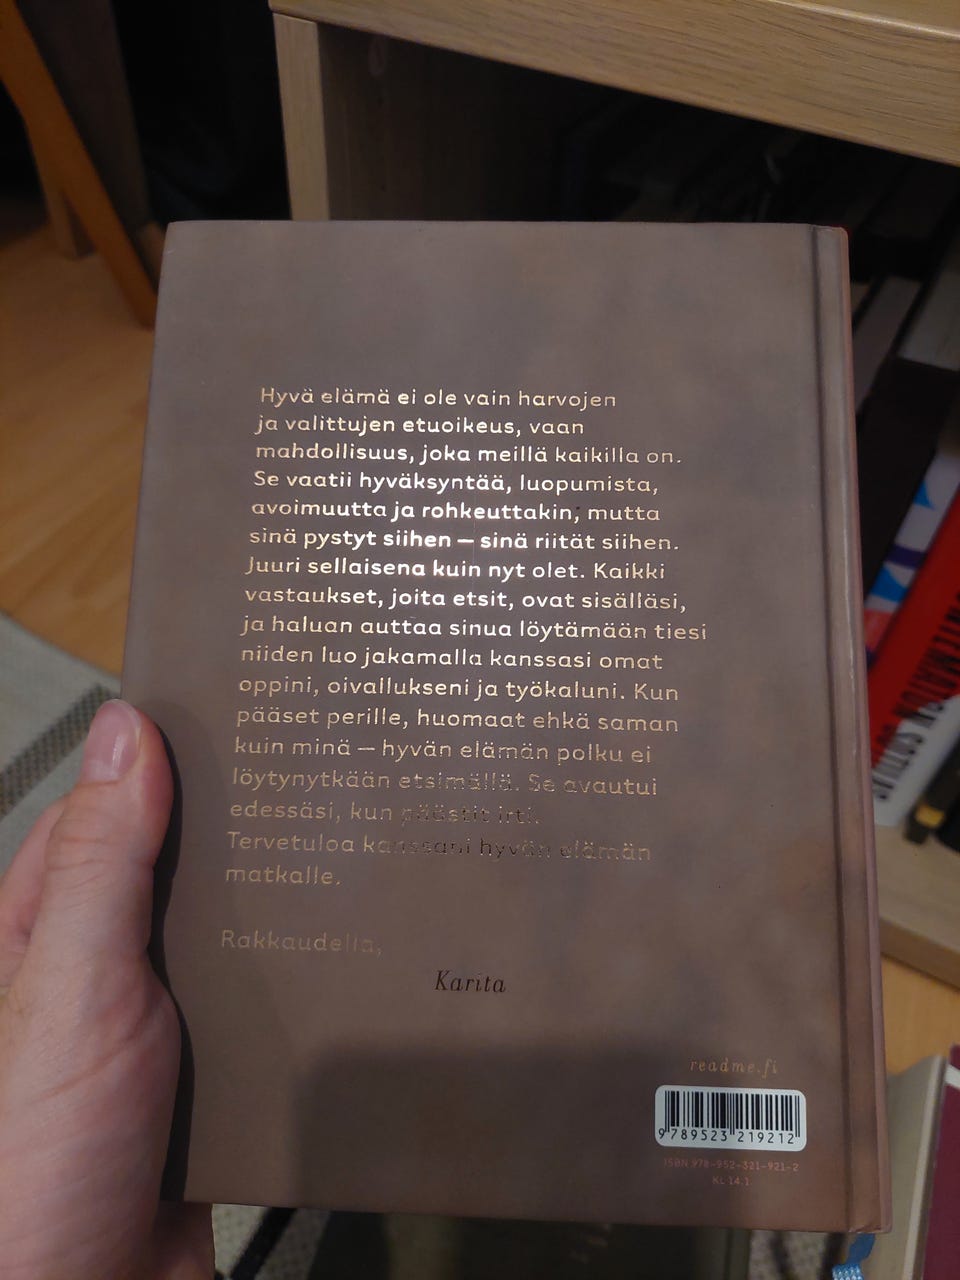 Hyvä elämä ei ole vain harvojen
ja valittujen etuoikeus, vaan
mahdollisuus, joka meillä kaikilla on.
Se vaatii hyväksyntää, luopumista,
avoimuutta ja rohkeuttakin, mutta
sinä pystyt siihen – sinä riität siihen.
Juuri sellaisena kuin nyt olet. Kaikki
vastaukset, joita etsit, ovat sisälläsi,
ja haluan auttaa sinua löytämään tiesi
niiden luo jakamalla kanssasi omat
oppini, oivallukseni ja työkaluni. Kun
pääset perille, huomaat ehkä saman
kuin minä – hyvän elämän polku ei
löytynytkään etsimällä. Se avautui
edessäsi, kun päästit irti.
Tervetuloa kanssani hyvän elämän
matkalle.
Rakkaudella,
Karita
readme.fi
9 789523 219212
ISBN 978-952-321-921-2
KL 14.1